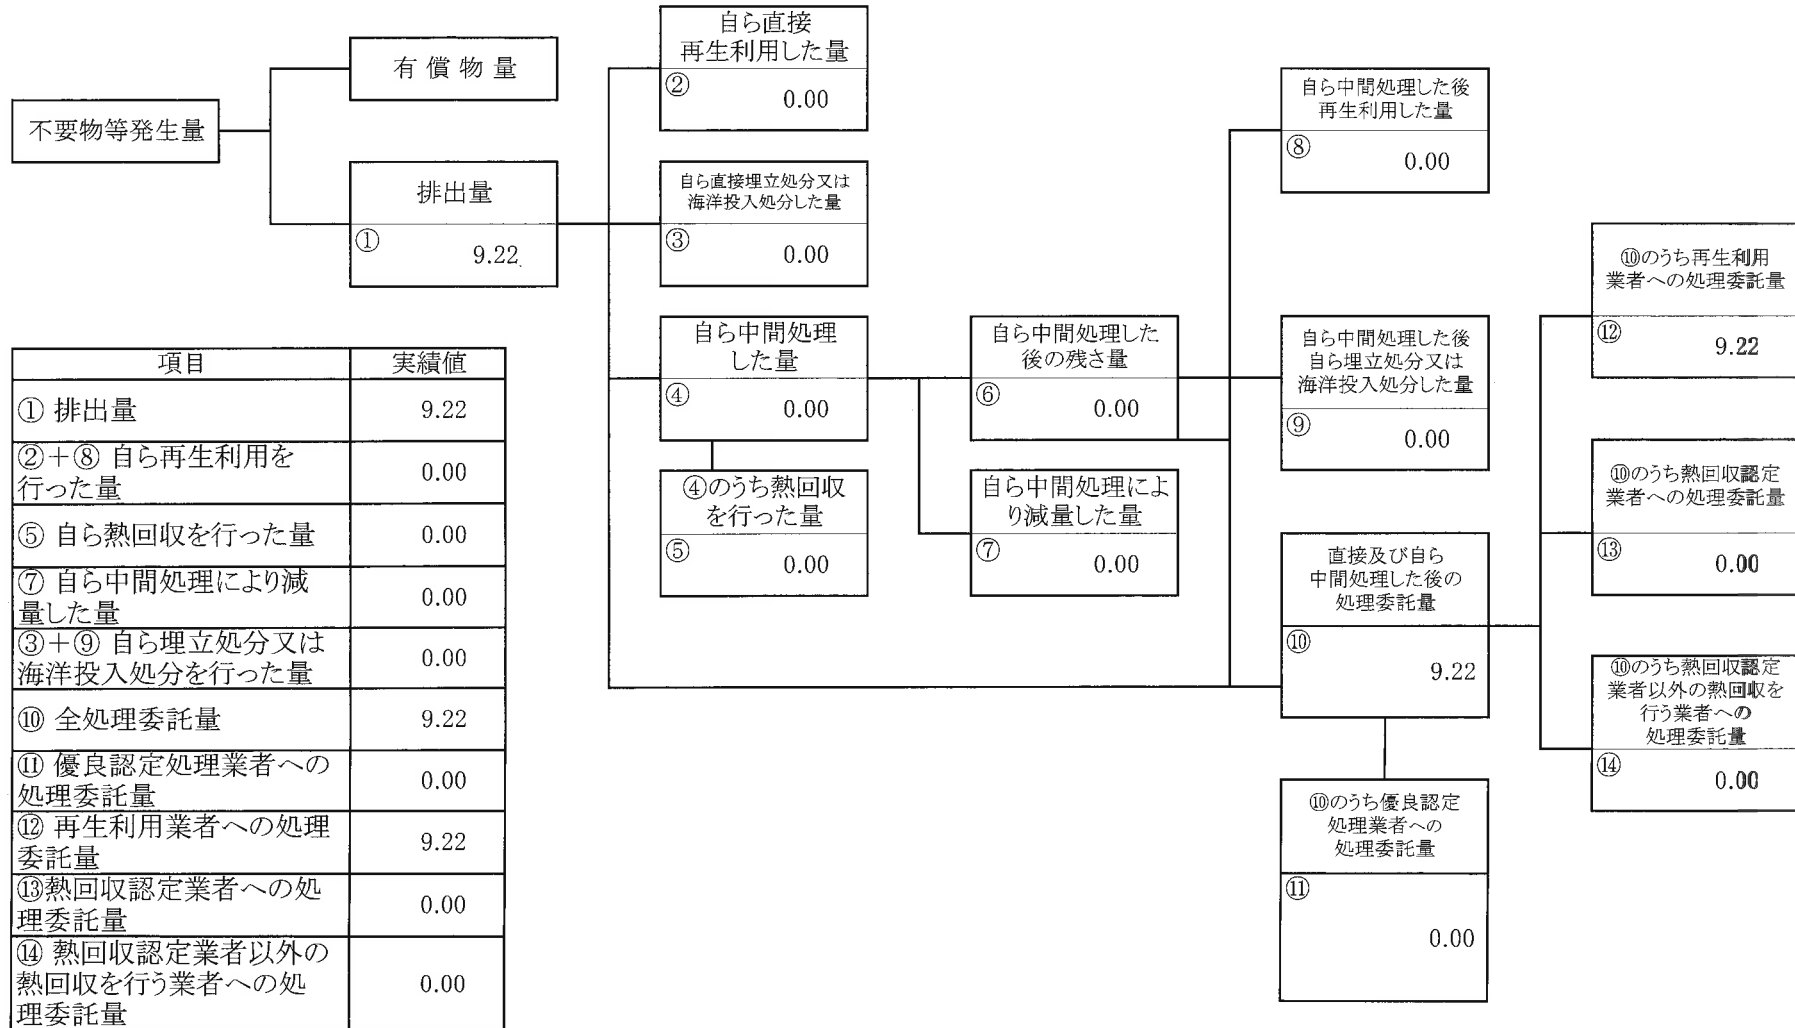 不要物等発生量
有償物量
排出量
① 9.22
自ら直接
再生利用した量
② 0.00
自ら直接埋立処分又は
海洋投入処分した量
③ 0.00
自ら中間処理
した量
④ 0.00
④のうち熱回収
を行った量
⑤ 0.00
自ら中間処理した
後の残さ量
⑥ 0.00
自ら中間処理によ
り減量した量
⑦ 0.00
自ら中間処理した後
再生利用した量
⑧ 0.00
自ら中間処理した後
自ら埋立処分又は
海洋投入処分した量
⑨ 0.00
直接及び自ら
中間処理した後の
処理委託量
⑩ 9.22
⑩のうち優良認定
処理業者への
処理委託量
⑪ 0.00
⑩のうち再生利用
業者への処理委託量
⑫ 9.22
⑩のうち熱回収認定
業者への処理委託量
⑬ 0.00
⑩のうち熱回収認定
業者以外の熱回収を
行う業者への
処理委託量
⑭ 0.00
項目 実績値
① 排出量 9.22
②+⑧ 自ら再生利用を
行った量 0.00
⑤ 自ら熱回収を行った量 0.00
⑦ 自ら中間処理により減
量した量 0.00
③+⑨ 自ら埋立処分又は
海洋投入処分を行った量 0.00
⑩ 全処理委託量 9.22
⑪ 優良認定処理業者への
処理委託量 0.00
⑫ 再生利用業者への処理
委託量 9.22
⑬熱回収認定業者への処
理委託量 0.00
⑭ 熱回収認定業者以外の
熱回収を行う業者への処
理委託量 0.00